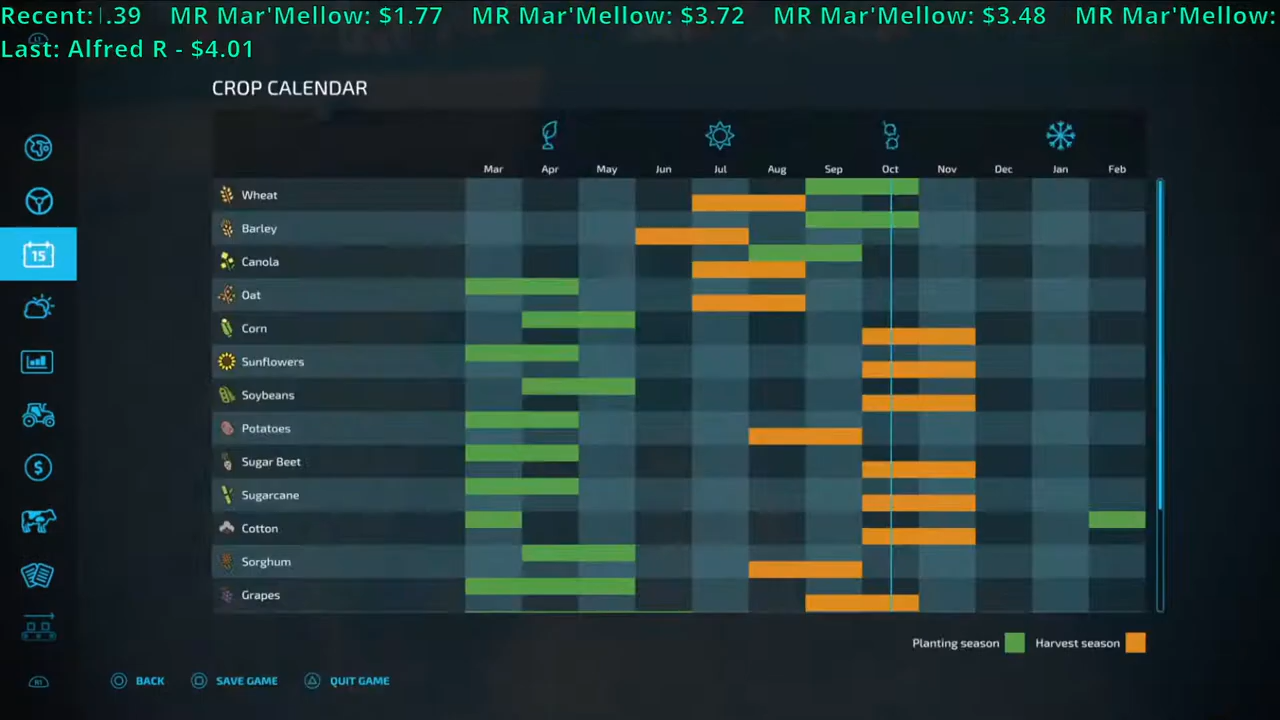 Recent: .39 MR Mar'Mellow: $1.77 MR Mar'Mellow: $3.72 MR Mar'Mellow: $3.48 MR Mar'Mellow:
Last: Alfred R - $4.01
CROP CALENDAR
Mar Apr May Jun Jul Aug Sep Oct Nov Dec Jan Feb
Wheat
Barley
15
Canola
Oat
Corn
Sunflowers
Soybeans
Potatoes
Sugar Beet
Sugarcane
Cotton
Sorghum
Grapes
Planting season Harvest season
BACK SAVE GAME QUIT GAME